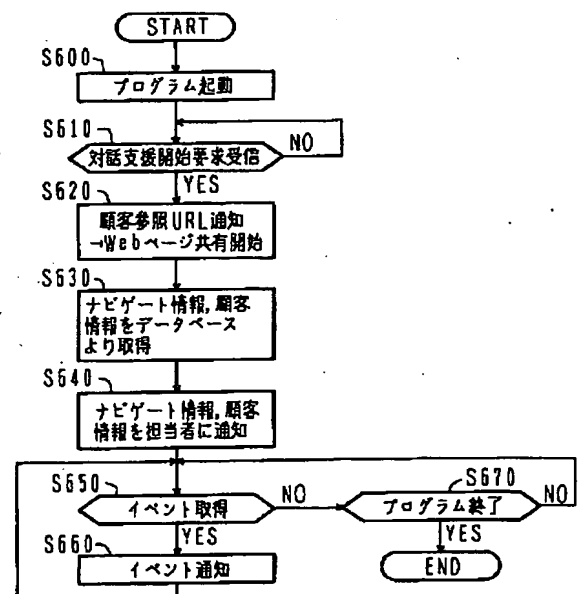 START
S600
プログラム起動
S610
対話支援開始要求受信
NO
YES
S620
顧客参照URL通知
→Webページ共有開始
S630
ナビゲート情報,顧客
情報をデータベース
より取得
S640
ナビゲート情報,顧客
情報を担当者に通知
S650
イベント取得
NO
S670
プログラム終了
NO
YES
YES
S660
イベント通知
END